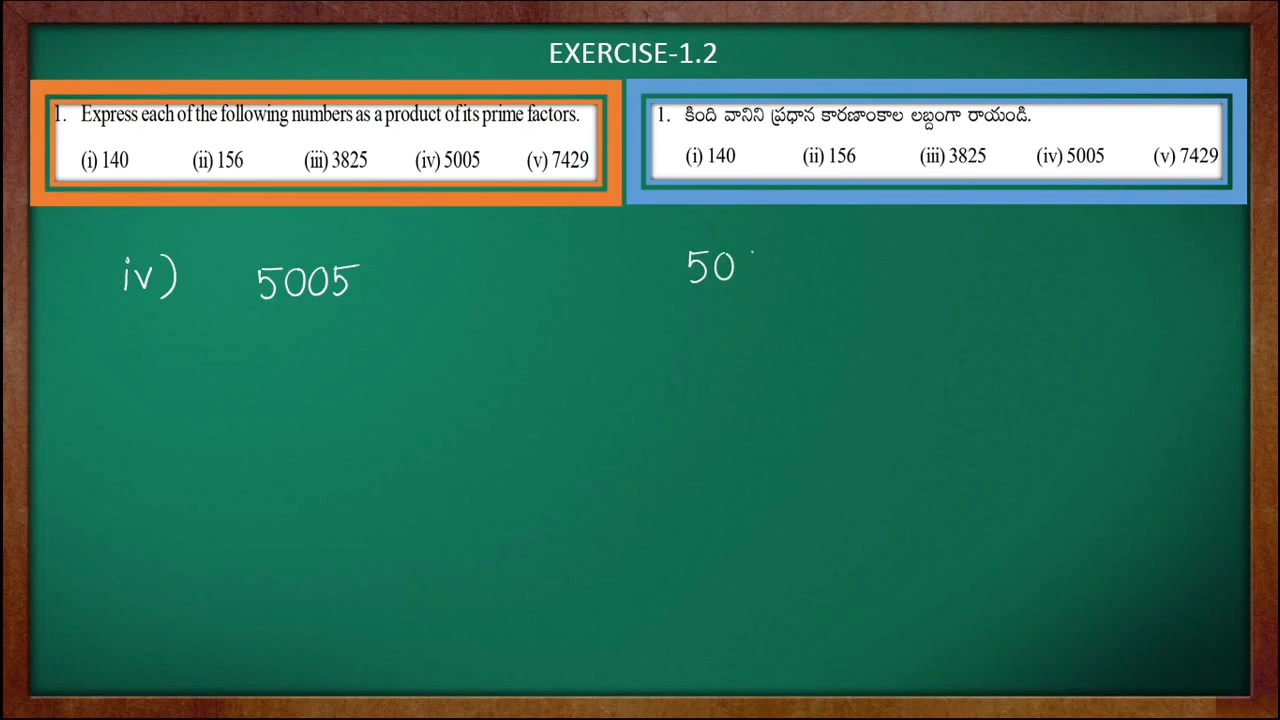 EXERCISE-1.2
1. Express each of the following numbers as a product of its prime factors.
(i) 140 (ii) 156 (iii) 3825 (iv) 5005 (v) 7429
1. కింది వానిని ప్రధాన కారణాంకాల లబ్దంగా రాయండి.
(i) 140 (ii) 156 (iii) 3825 (iv) 5005 (v) 7429
iv) 5005
50